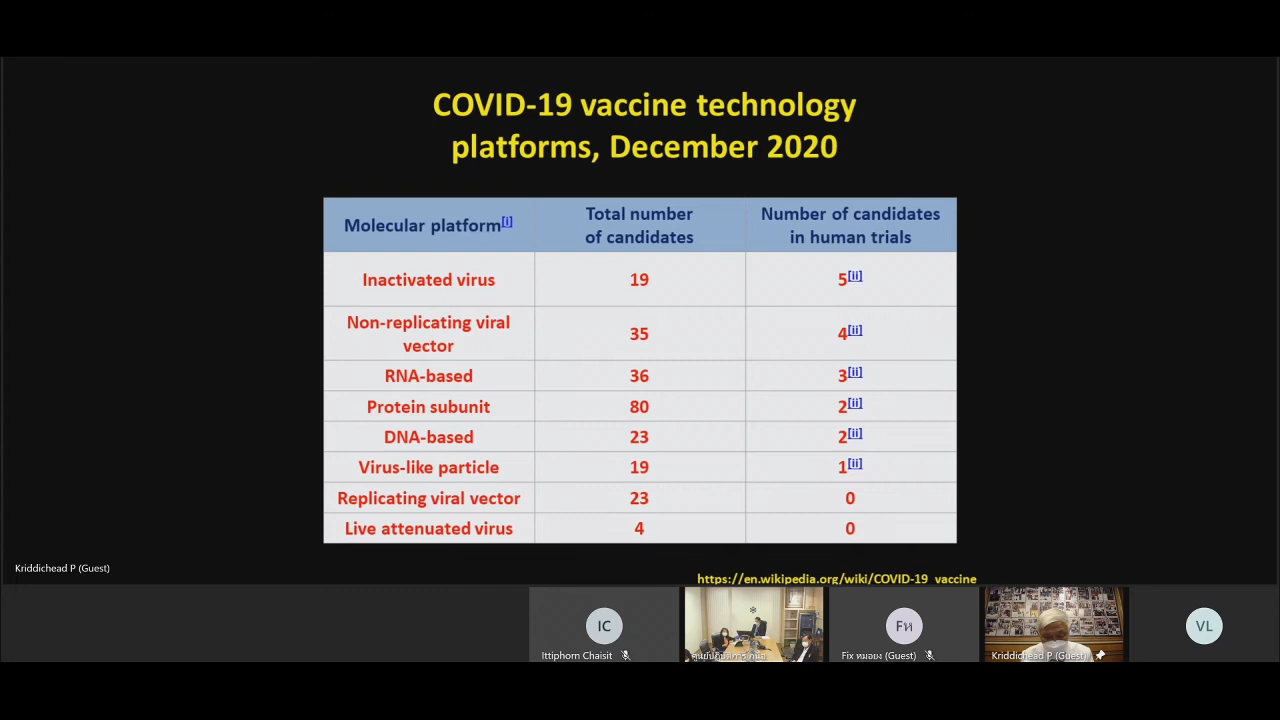 COVID-19 vaccine technology
platforms, December 2020
Molecular platform[i]
Total number
of candidates
Number of candidates
in human trials
Inactivated virus
19
5[ii]
Non-replicating viral
vector
35
4[ii]
RNA-based
36
3[ii]
Protein subunit
80
2[ii]
DNA-based
23
2[ii]
Virus-like particle
19
1[ii]
Replicating viral vector
23
0
Live attenuated virus
4
0
Kriddichead P (Guest)
https://en.wikipedia.org/wiki/COVID-19_vaccine
IC
Ittiphorn Chaisit
Fห
Fix หมอยง (Guest)
Kriddichead P (Guest)
VL